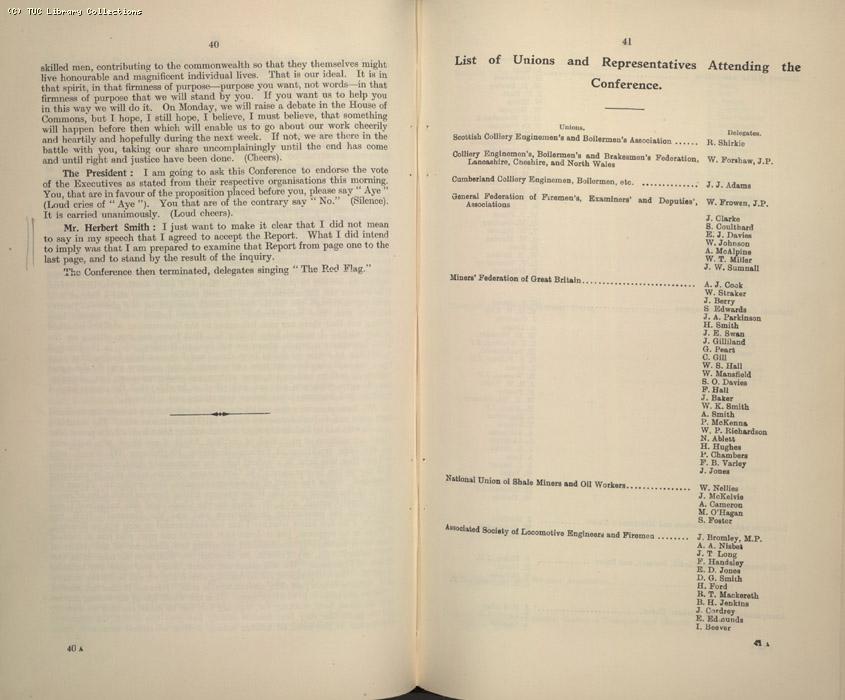 (C) TUC Library Collections
40
skilled men, contributing to the commonwealth so that they themselves might
live honourable and magnificent individual lives. That is our ideal. It is in
that spirit, in that firmness of purpose—purpose you want, not words—in that
firmness of purpose that we will stand by you. If you want us to help you
in this way we will do it. On Monday, we will raise a debate in the House of
Commons, but I hope, I still hope, I believe, I must believe, that something
will happen before then which will enable us to go about our work cheerily
and heartily and hopefully during the next week. If not, we are there in the
battle with you, taking our share uncomplainingly until the end has come
and until right and justice have been done. (Cheers).
The President : I am going to ask this Conference to endorse the vote
of the Executives as stated from their respective organisations this morning.
You, that are in favour of the proposition placed before you, please say " Aye "
(Loud cries of " Aye "). You that are of the contrary say " No." (Silence).
It is carried unanimously. (Loud cheers).
Mr. Herbert Smith : I just want to make it clear that I did not mean
to say in my speech that I agreed to accept the Report. What I did intend
to imply was that I am prepared to examine that Report from page one to the
last page, and to stand by the result of the inquiry.
The Conference then terminated, delegates singing " The Red Flag."
40 A
41
List of Unions and Representatives Attending the
Conference.
Unions. Delegates.
Scottish Colliery Enginemen's and Boilermen's Association ...... R. Shirkie
Colliery Enginemen's, Boilermen's and Brakesmen's Federation, W. Forshaw, J.P.
Lancashire, Cheshire, and North Wales
Cumberland Colliery Enginemen, Boilermen, etc. .............. J. J. Adams
General Federation of Firemen's, Examiners' and Deputies', W. Frowen, J.P.
Associations
J. Clarke
S. Coulthard
E. J. Davies
W. Johnson
A. McAlpine
W. T. Miller
J. W. Sumnall
Miners' Federation of Great Britain............................ A. J. Cook
W. Straker
J. Berry
S Edwards
J. A. Parkinson
H. Smith
J. E. Swan
J. Gilliland
G. Peart
C. Gill
W. S. Hall
W. Mansfield
S. O. Davies
F. Hall
J. Baker
W. K. Smith
A. Smith
P. McKenna
W. P. Richardson
N. Ablett
H. Hughes
P. Chambers
F. B. Varley
J. Jones
National Union of Shale Miners and Oil Workers................ W. Nellies
J. McKelvie
A. Cameron
M. O'Hagan
S. Foster
Associated Society of Locomotive Engineers and Firemen ........ J. Bromley, M.P.
A. A. Nisbet
J. T Long
F. Handsley
E. D. Jones
D. G. Smith
H. Ford
R. T. Mackereth
B. H. Jenkins
J. Cordrey
E. Edmunds
I. Beever
41 A